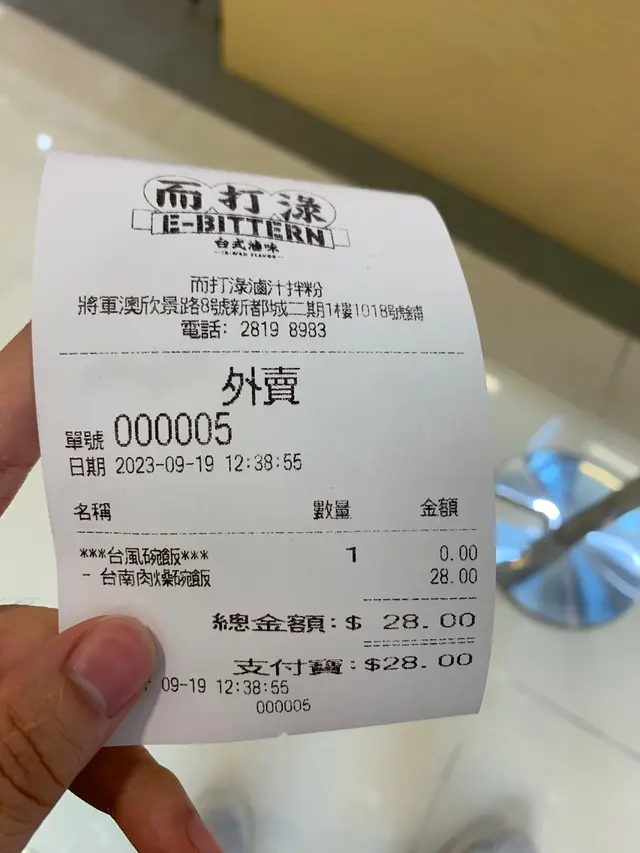 而打渌
E-BITTERN
台式滷味
而打渌滷汁拌粉
將軍澳欣景路8號新都城二期1樓1018號舖
電話: 2819 8983
外賣
單號 000005
日期 2023-09-19 12:38:55
名稱 數量 金額
***台風碗飯*** 1 0.00
- 台南肉燥碗飯 28.00
總金額:$ 28.00
支付寶:$28.00
09-19 12:38:55
000005